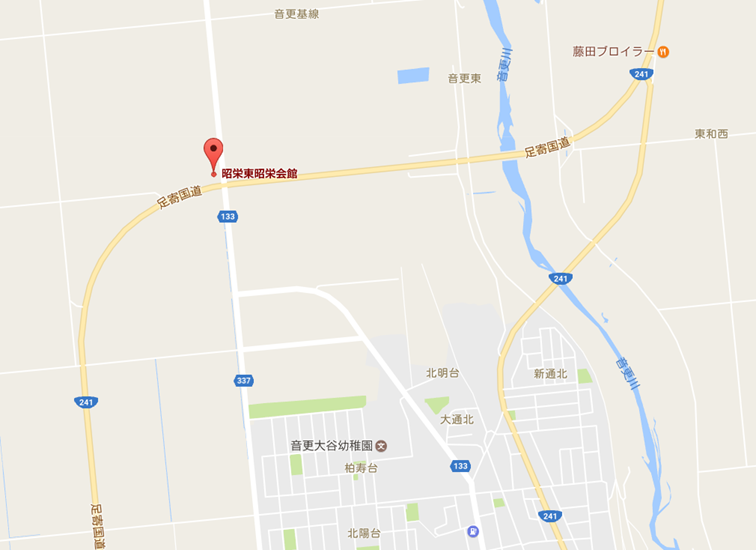 音更基線
藤田ブロイラー
音更川
241
音更東
東和西
足寄国道
昭栄東昭栄会館
足寄国道
133
241
337
北明台
新通北
音更川
241
大通北
音更大谷幼稚園
柏寿台
133
足寄国道
241
北陽台